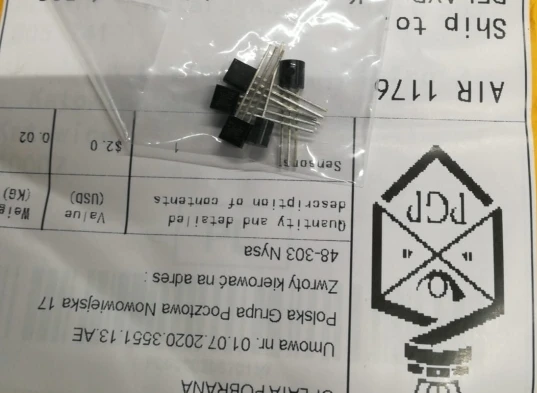 OPŁATA POBRANA
Umowa nr. 01.07.2020.3551.13.AE
Polska Grupa Pocztowa Nowowiejska 17
Zwroty kierować na adres :
48-303 Nysa
Quantity and detailed
description of contents
Value
(USD)
(KG)
Sensors
1
$2.0
0.02
PGP
AIR 1176
Ship to